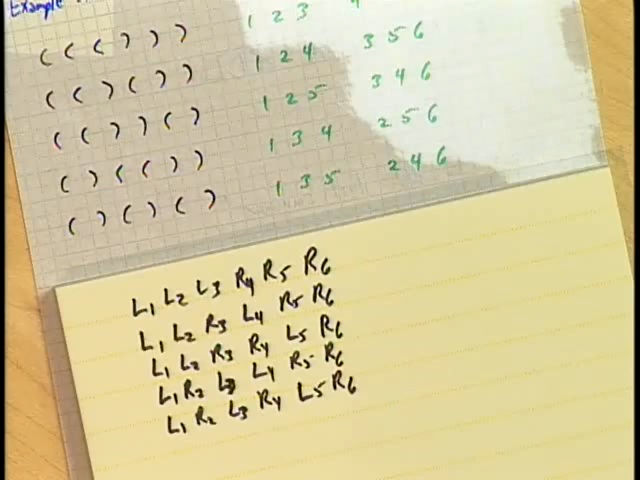 Example
( ( ( ) ) ) 1 2 3
( ( ) ( ) ) 1 2 4 3 5 6
( ( ) ) ( ) 1 2 5 3 4 6
( ) ( ( ) ) 1 3 4 2 5 6
( ) ( ) ( ) 1 3 5 2 4 6
L1 L2 L3 R4 R5 R6
L1 L2 R3 L4 R5 R6
L1 L2 R3 R4 L5 R6
L1 R2 L3 L4 R5 R6
L1 R2 L3 R4 L5 R6